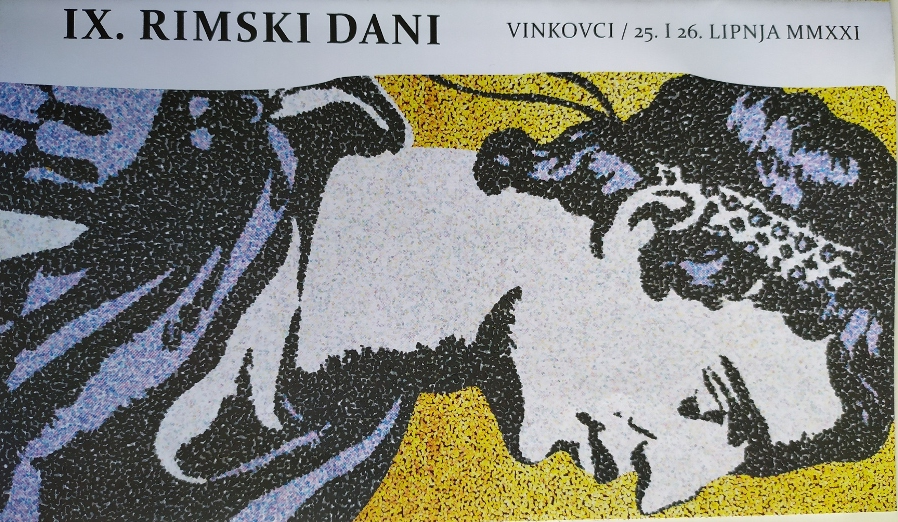 IX. RIMSKI DANI
VINKOVCI / 25. I 26. LIPNJA MMXXI